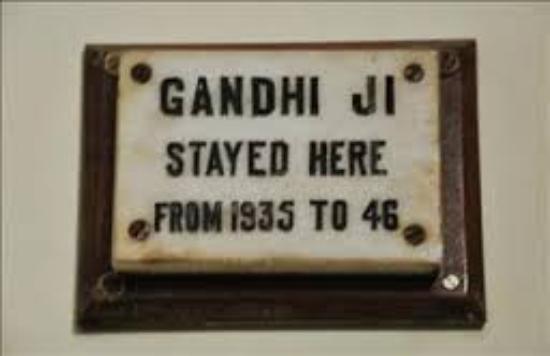 GANDHI JI
STAYED HERE
FROM 1935 TO 46